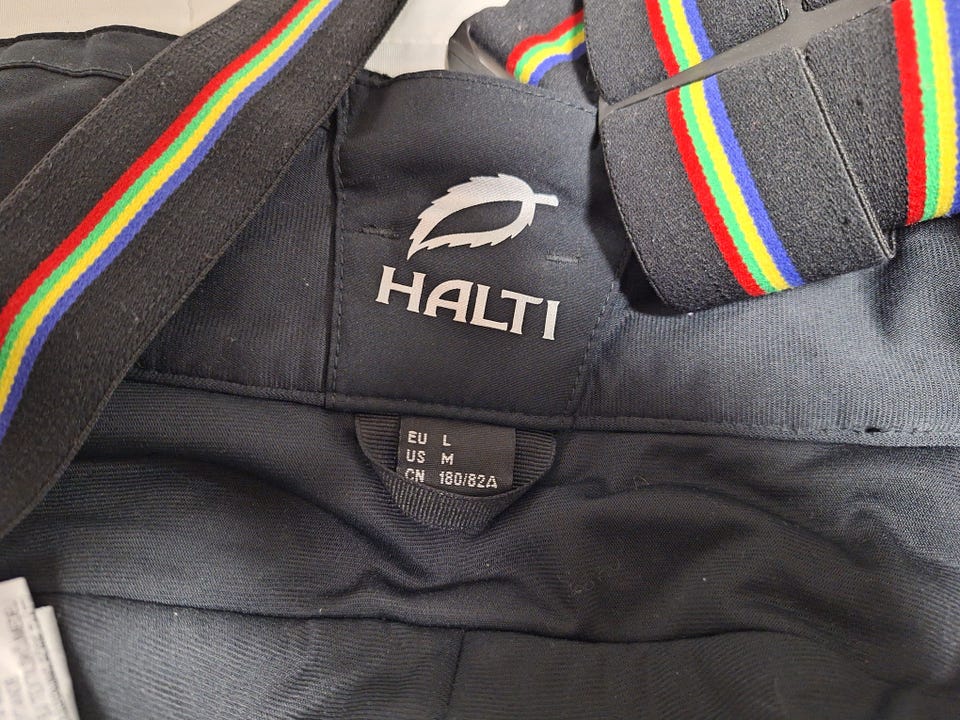 HALTI
EU L
US M
CN 180/82A